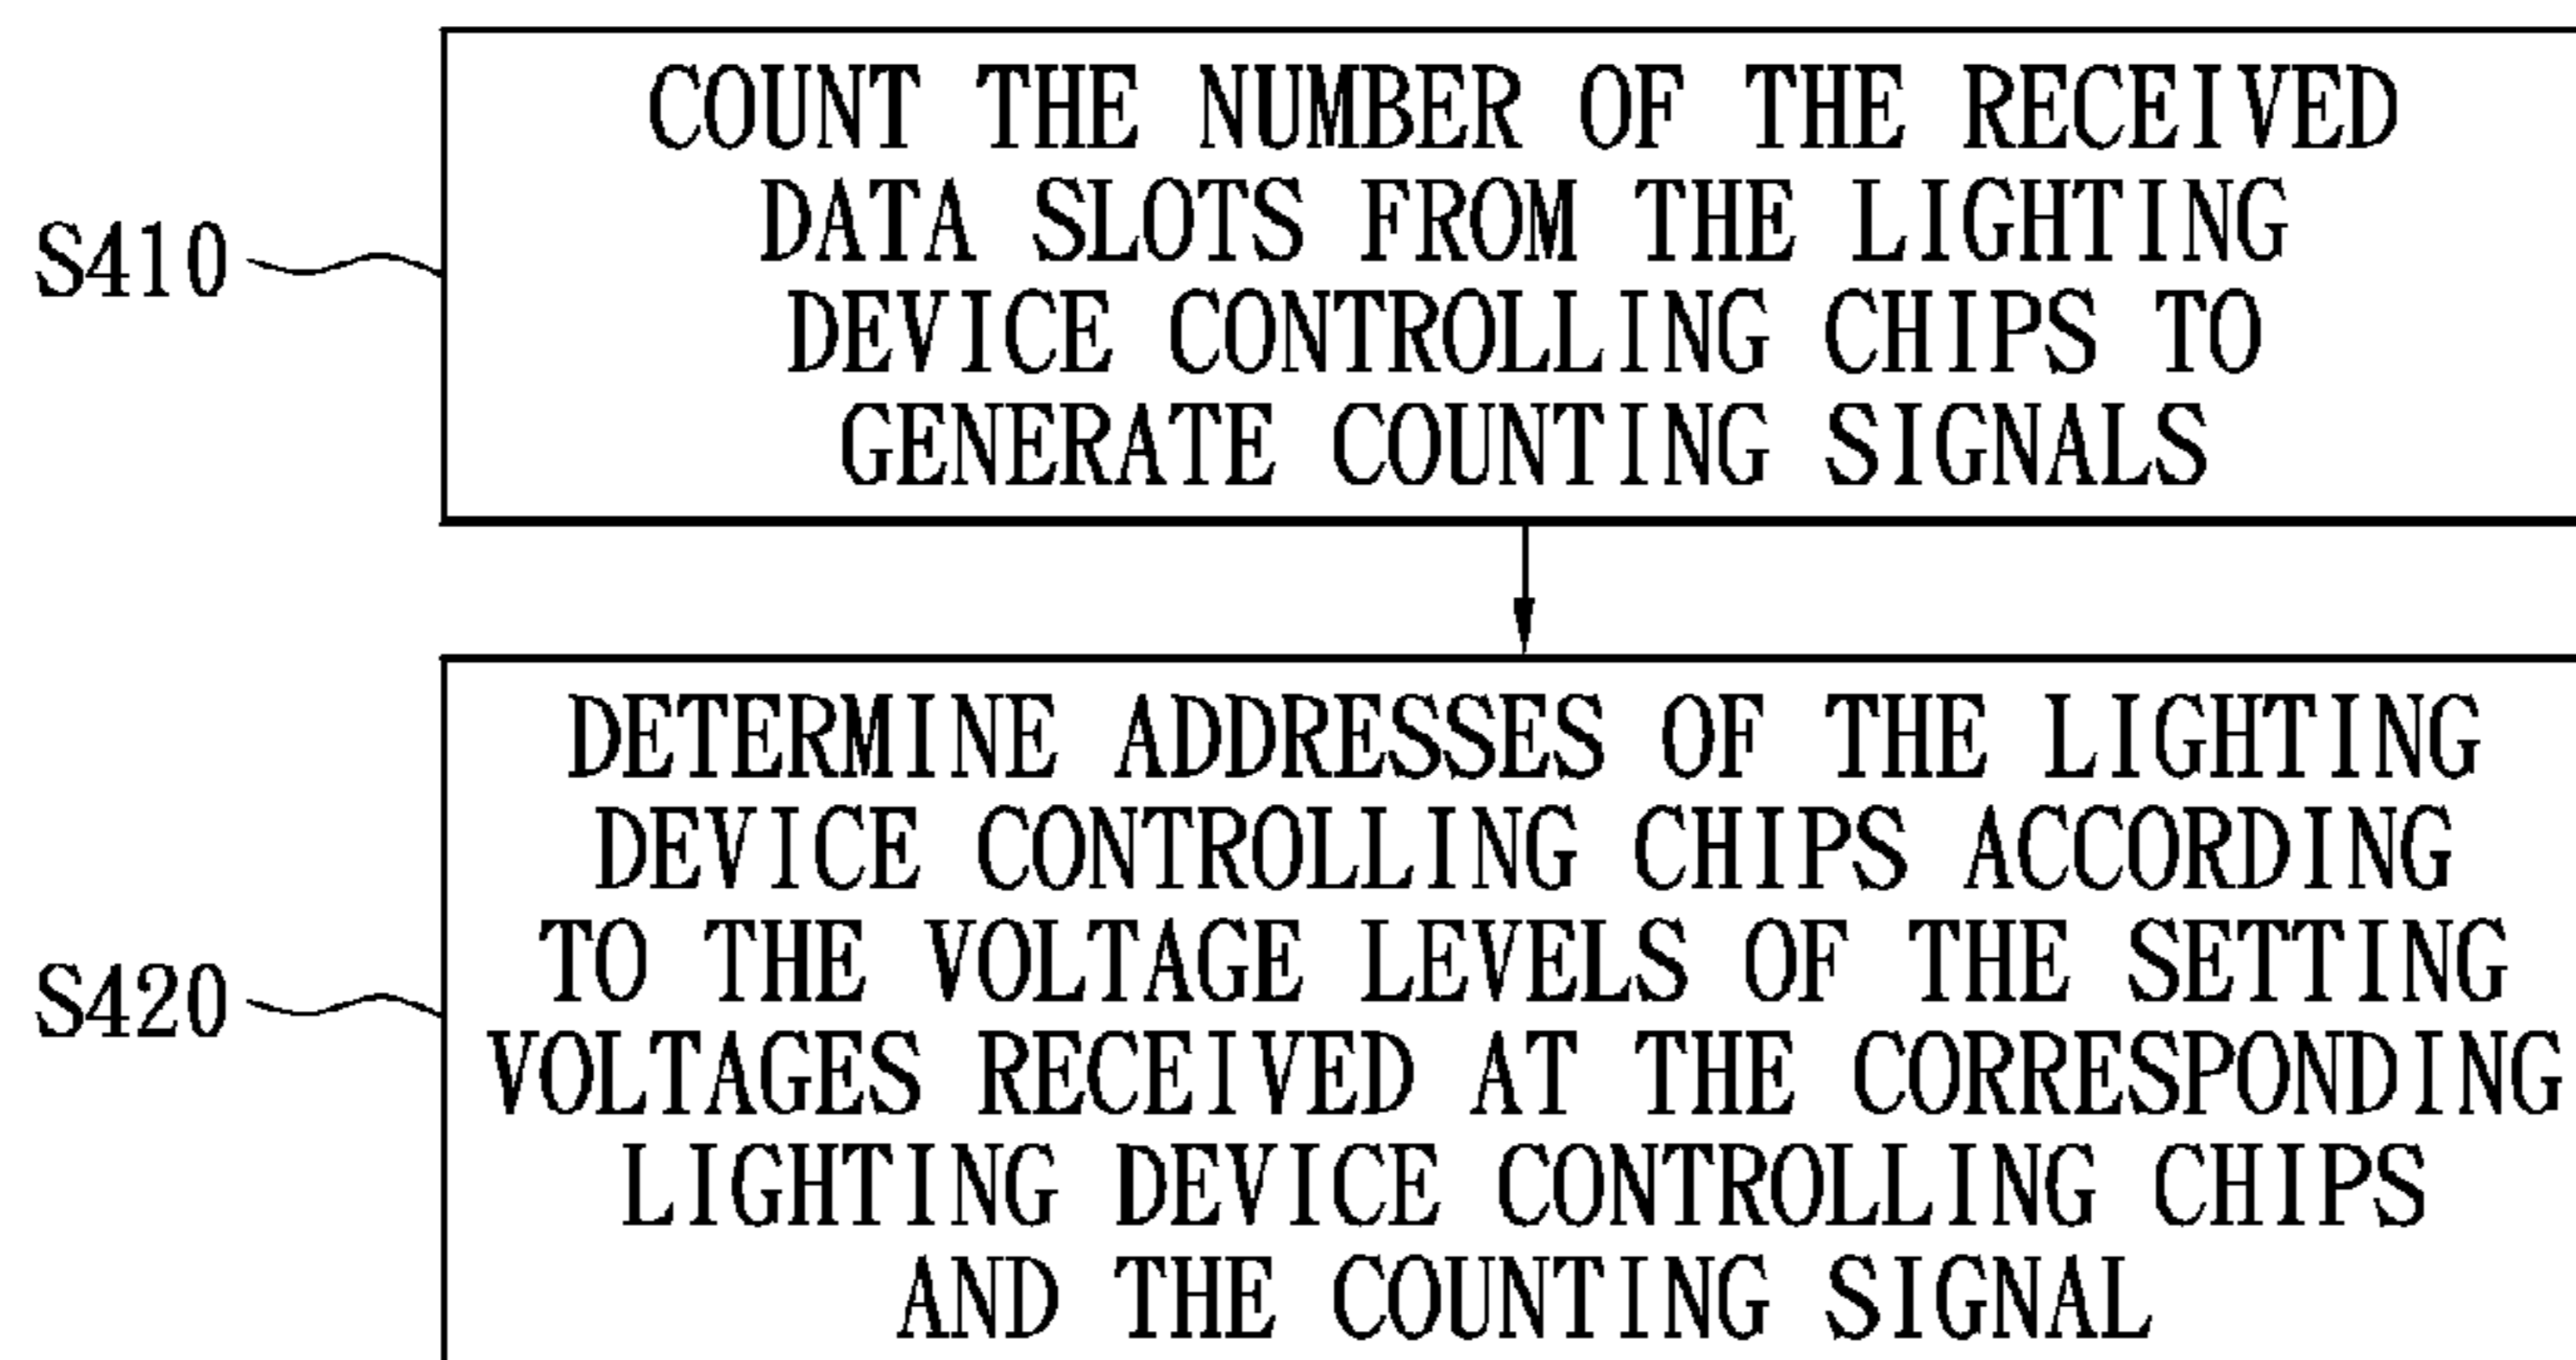 COUNT THE NUMBER OF THE RECEIVED
DATA SLOTS FROM THE LIGHTING
S410
DEVICE CONTROLLING CHIPS TO
GENERATE COUNTING SIGNALS
DETERMINE ADDRESSES OF THE LIGHTING
DEVICE CONTROLLING CHIPS ACCORDING
TO THE VOLTAGE LEVELS OF THE SETTING
S420
VOLTAGES RECEIVED AT THE CORRESPONDING
LIGHTING DEVICE CONTROLLING CHIPS
AND THE COUNTING SIGNAL